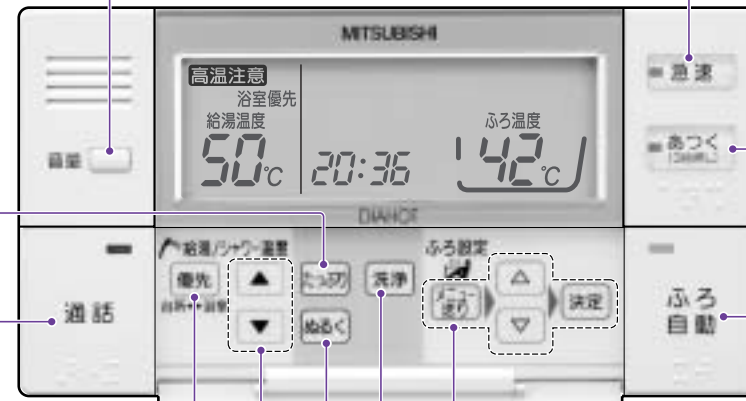 MITSUBISHI
高温注意
浴室優先
給湯温度
50℃
20:36
ふろ温度
42℃
DIAHOT
急速
音量
あつく
給湯/シャワー温度
ふろ設定
優先
▲
▼
たっぷり
洗浄
ぬるく
メニュー
送り
△
▽
決定
通話
ふろ
自動